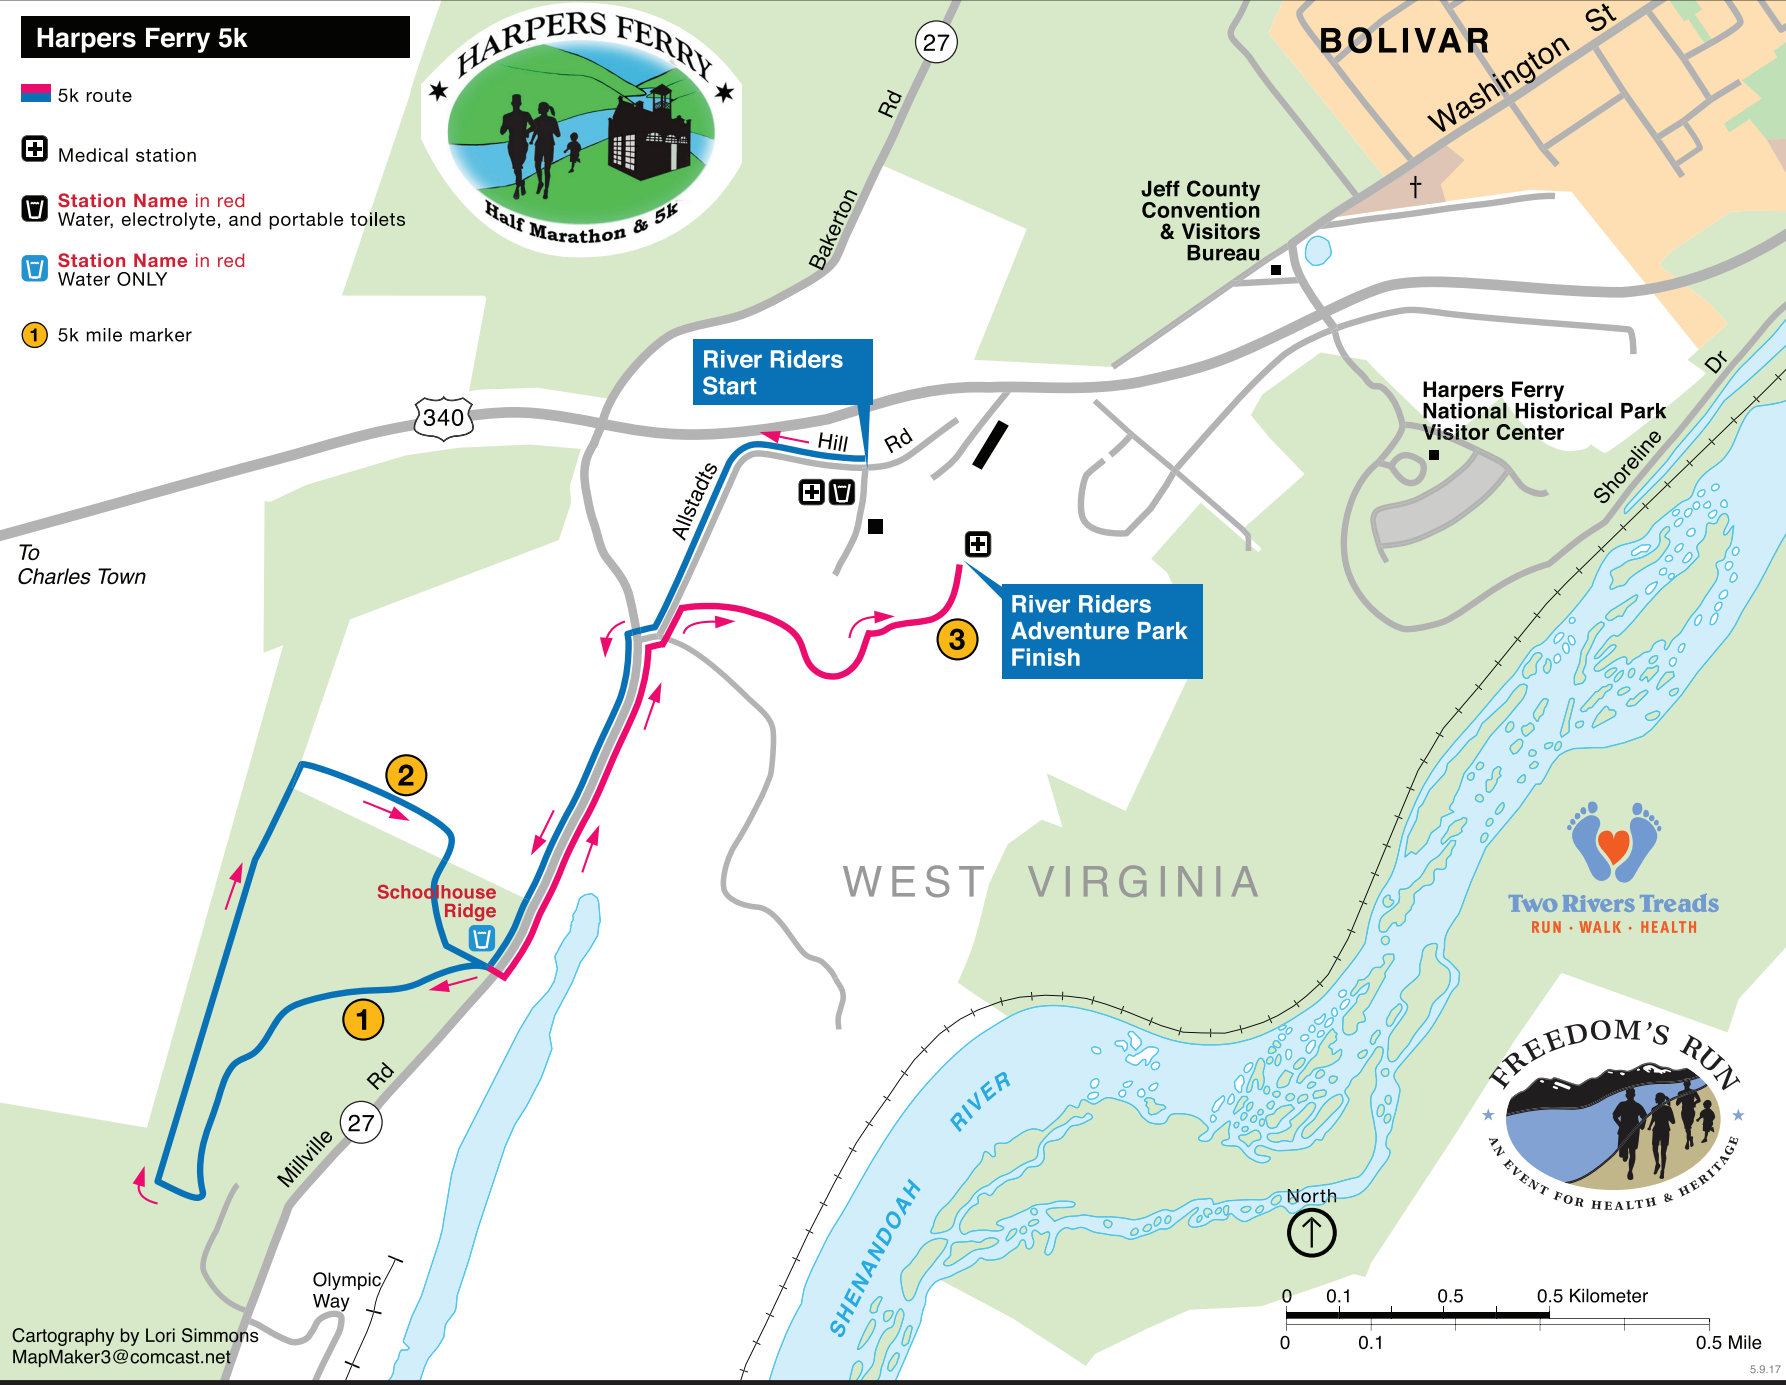 Harpers Ferry 5k
5k route
Medical station
Station Name in red
Water, electrolyte, and portable toilets
Station Name in red
Water ONLY
1
5k mile marker
HARPERS FERRY
Half Marathon & 5k
27
Bakerton Rd
BOLIVAR
Washington St
Jeff County
Convention
& Visitors
Bureau
River Riders
Start
340
To
Charles Town
Allstadts Hill Rd
Harpers Ferry
National Historical Park
Visitor Center
Shoreline Dr
River Riders
Adventure Park
Finish
3
2
Schoolhouse
Ridge
1
WEST VIRGINIA
Two Rivers Treads
RUN · WALK · HEALTH
Millville Rd
27
SHENANDOAH RIVER
FREEDOM'S RUN
AN EVENT FOR HEALTH & HERITAGE
North
Olympic
Way
0 0.1 0.5 0.5 Kilometer
0 0.1 0.5 Mile
Cartography by Lori Simmons
MapMaker3@comcast.net
5.9.17